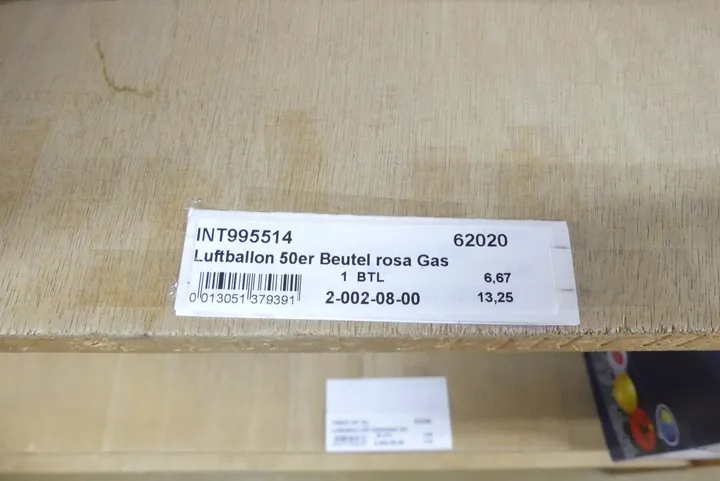 INT995514 62020
Luftballon 50er Beutel rosa Gas
1 BTL 6,67
0 013051 379391 2-002-08-00 13,25